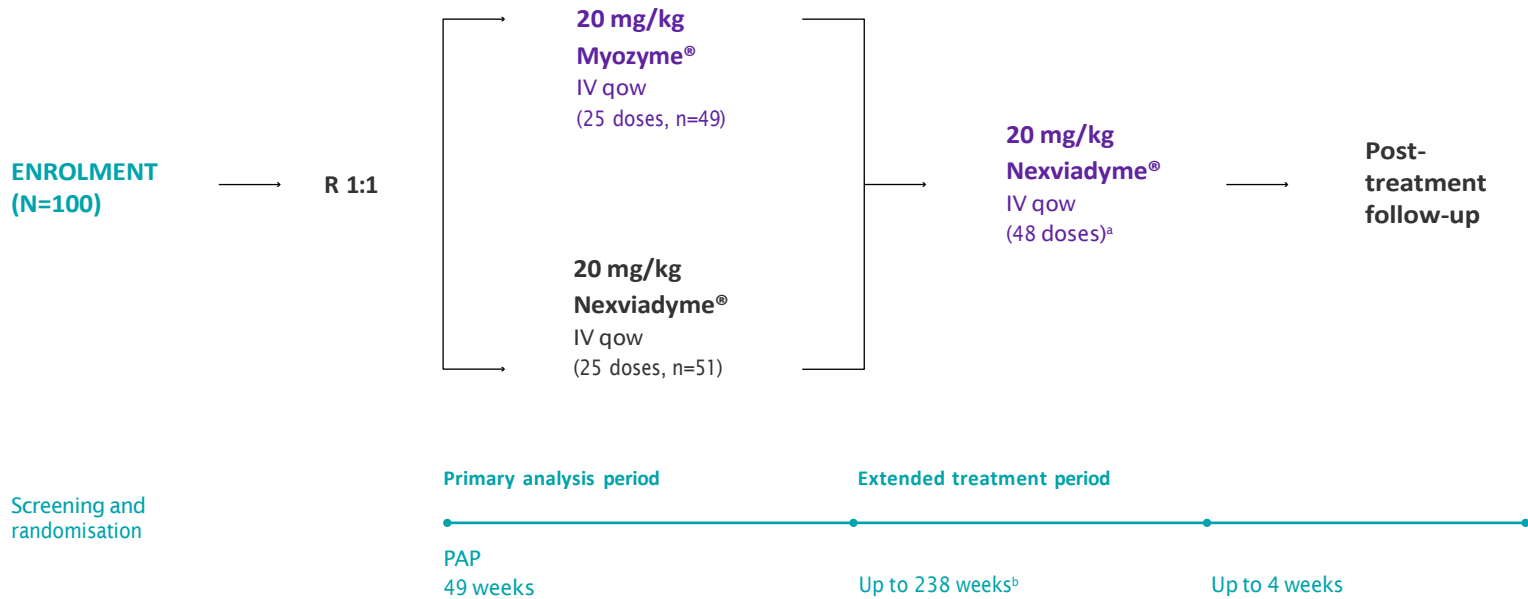 ENROLMENT
(N=100)
R 1:1
20 mg/kg
Myozyme®
IV qow
(25 doses, n=49)
20 mg/kg
Nexviadyme®
IV qow
(25 doses, n=51)
20 mg/kg
Nexviadyme®
IV qow
(48 doses)ᵃ
Post-
treatment
follow-up
Screening and
randomisation
Primary analysis period
PAP
49 weeks
Extended treatment period
Up to 238 weeksᵇ
Up to 4 weeks